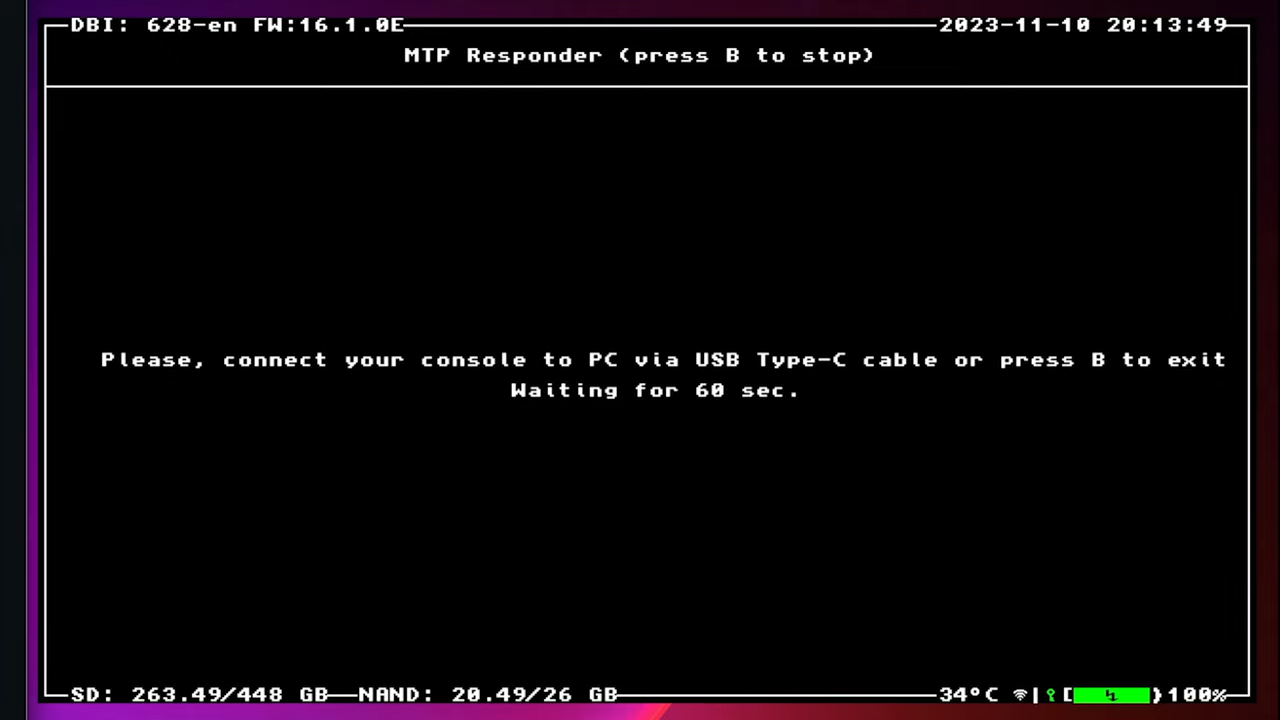 DBI: 628-en FW:16.1.0E 2023-11-10 20:13:49
MTP Responder (press B to stop)
Please, connect your console to PC via USB Type-C cable or press B to exit
Waiting for 60 sec.
SD: 263.49/448 GB NAND: 20.49/26 GB 34°C 100%